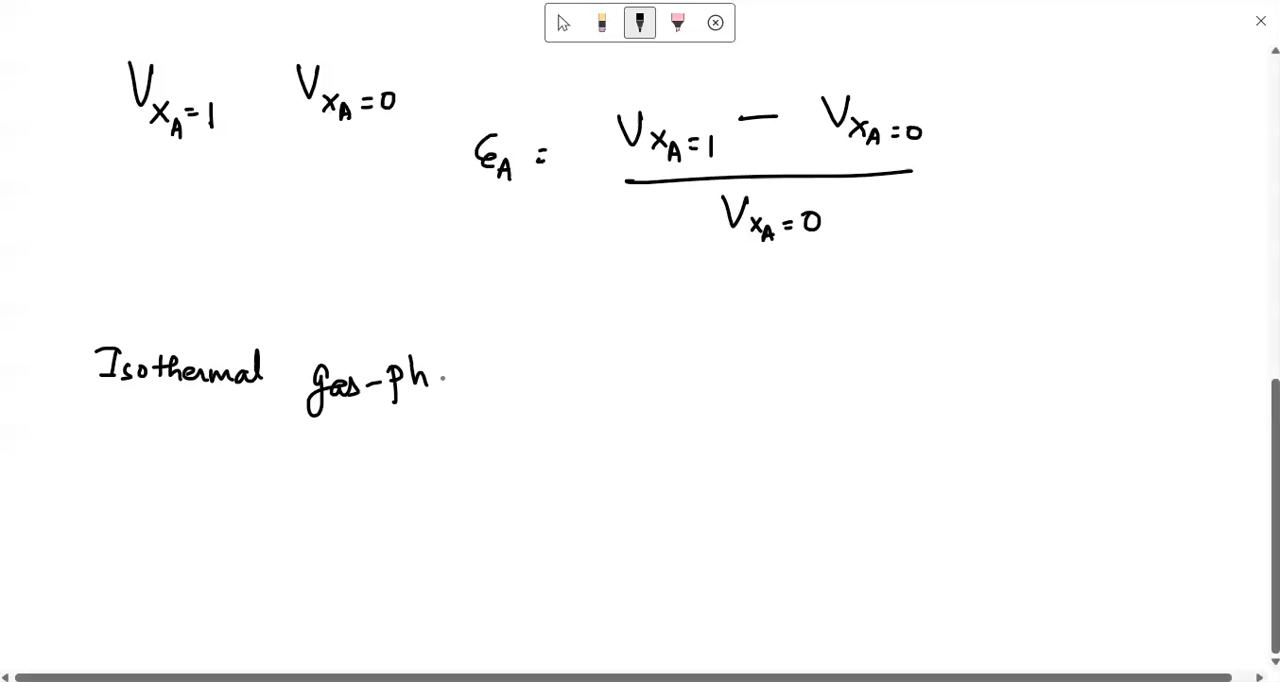 V_{X_A=1} V_{X_A=0}
ϵ_A = \frac{V_{X_A=1} - V_{X_A=0}}{V_{X_A=0}}
Isothermal gas-ph